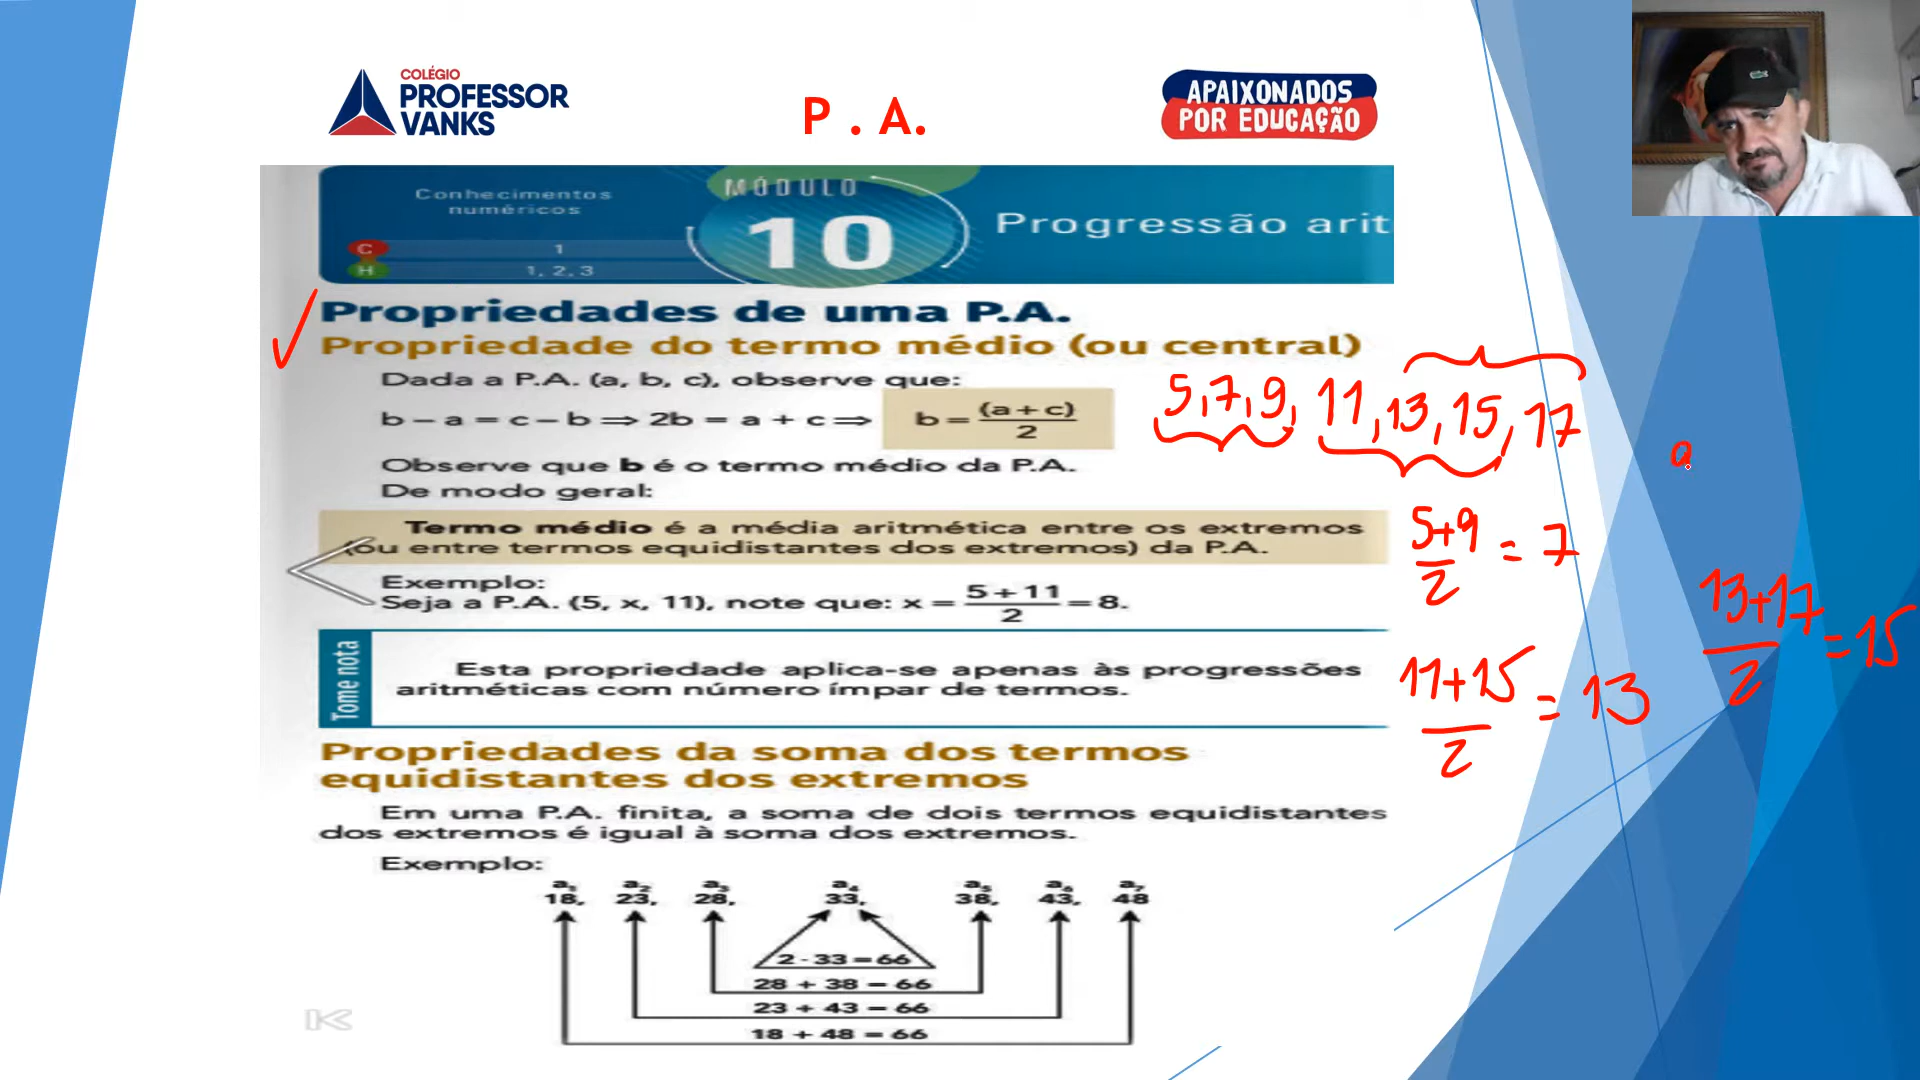 COLÉGIO
PROFESSOR
VANKS
P . A.
APAIXONADOS
POR EDUCAÇÃO
Conhecimentos
numéricos
C 1
H 1, 2, 3
MÓDULO
10
Progressão arit
Propriedades de uma P.A.
Propriedade do termo médio (ou central)
Dada a P.A. (a, b, c), observe que:
b – a = c – b ⇒ 2b = a + c ⇒ b = (a + c) / 2
Observe que b é o termo médio da P.A.
De modo geral:
Termo médio é a média aritmética entre os extremos
(ou entre termos equidistantes dos extremos) da P.A.
Exemplo:
Seja a P.A. (5, x, 11), note que: x = 5 + 11 / 2 = 8.
Tome nota
Esta propriedade aplica-se apenas às progressões
aritméticas com número ímpar de termos.
Propriedades da soma dos termos
equidistantes dos extremos
Em uma P.A. finita, a soma de dois termos equidistantes
dos extremos é igual à soma dos extremos.
Exemplo:
a₁ a₂ a₃ a₄ a₅ a₆ a₇
18, 23, 28, 33, 38, 43, 48
2 · 33 = 66
28 + 38 = 66
23 + 43 = 66
18 + 48 = 66
5, 7, 9, 11, 13, 15, 17
a
5+9 / 2 = 7
13+17 / 2 = 15
11+15 / 2 = 13